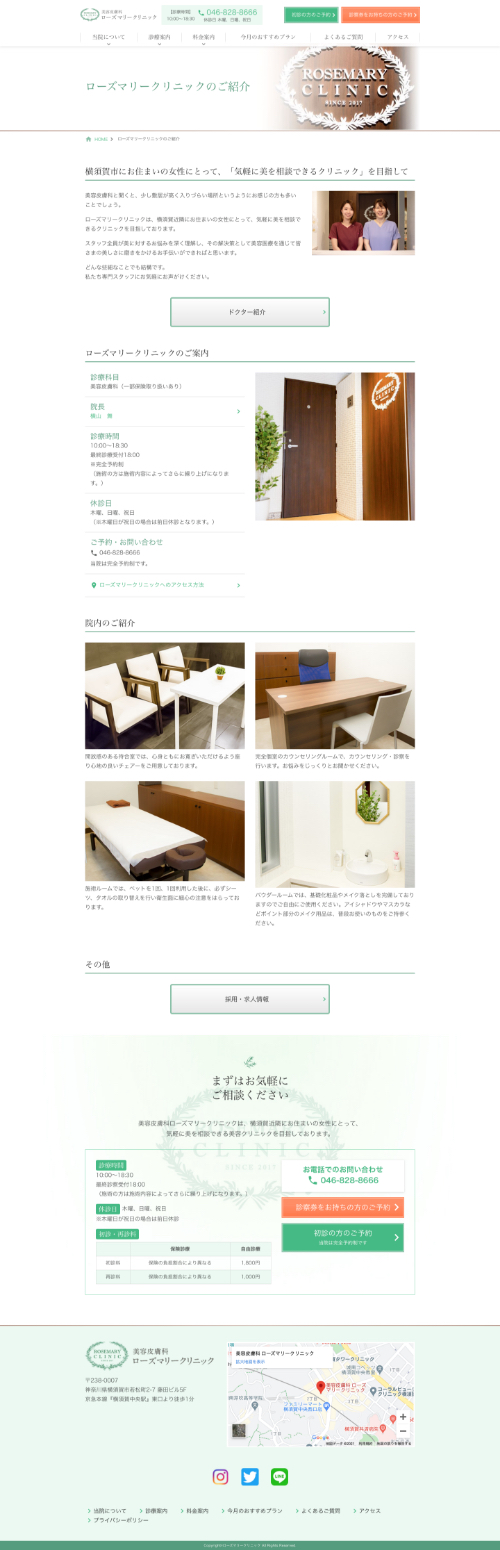 美容皮膚科
ローズマリークリニック
【診療時間】
10:00〜18:30
046-828-8666
休診日 木曜、日曜、祝日
初診の方のご予約
診察券をお持ちの方のご予約
当院について
診療案内
料金案内
今月のおすすめプラン
よくあるご質問
アクセス
ローズマリークリニックのご紹介
ROSEMARY
CLINIC
SINCE 2017
HOME
ローズマリークリニックのご紹介
横須賀市にお住まいの女性にとって、「気軽に美を相談できるクリニック」を目指して
美容皮膚科と聞くと、少し敷居が高く入りづらい場所というようにお感じの方も多い
ことでしょう。
ローズマリークリニックは、横須賀近隣にお住まいの女性にとって、気軽に美を相談で
きるクリニックを目指しております。
スタッフ全員が美に対するお悩みを深く理解し、その解決策として美容医療を通じて皆
さまの美しさに磨きをかけるお手伝いができればと思います。
どんな些細なことでも結構です。
私たち専門スタッフにお気軽にお声がけください。
ドクター紹介
ローズマリークリニックのご案内
診療科目
美容皮膚科（一部保険取り扱いあり）
院長
診療時間
10:00〜18:30
最終診療受付18:00
※完全予約制
（施術の方は施術内容によってさらに繰り上げになりま
す。）
休診日
木曜、日曜、祝日
（※木曜日が祝日の場合は前日休診となります。）
ご予約・お問い合わせ
046-828-8666
当院は完全予約制です。
ローズマリークリニックへのアクセス方法
院内のご紹介
開放感のある待合室では、心身ともにお寛ぎいただけるよう座
り心地の良いチェアーをご用意しております。
完全個室のカウンセリングルームで、カウンセリング・診察を
行います。お悩みをじっくりとお聞かせください。
施術ルームでは、ベットを1回、1回利用した後に、必ずシー
ツ、タオルの取り替えを行い衛生面に細心の注意をはらってお
ります。
パウダールームでは、基礎化粧品やメイク落としを完備しており
ますのでご自由にご使用ください。アイシャドウやマスカラな
どポイント部分のメイク用品は、普段お使いのものをご持参く
ださい。
その他
採用・求人情報
まずはお気軽に
ご相談ください
美容皮膚科ローズマリークリニックは、横須賀近隣にお住まいの女性にとって、
気軽に美を相談できる美容クリニックを目指しております。
CLINIC
SINCE 2017
診療時間
10:00〜18:30
最終診療受付18:00
（施術の方は施術内容によってさらに繰り上げになります。）
休診日 木曜、日曜、祝日
※木曜日が祝日の場合は前日休診
初診・再診料
保険診療 自由診療
初診料 保険の負担割合により異なる 1,800円
再診料 保険の負担割合により異なる 1,000円
お電話でのお問い合わせ
046-828-8666
診察券をお持ちの方のご予約
初診の方のご予約
当院は完全予約制です
ROSEMARY
CLINIC
美容皮膚科
ローズマリークリニック
〒238-0007
神奈川県横須賀市若松町2-7 藤田ビル5F
京急本線『横須賀中央駅』東口より徒歩1分
美容皮膚科 ローズマリークリニック
拡大地図を表示
美容皮膚科 ローズ
マリークリニック
Google
LINE
当院について
診療案内
料金案内
今月のおすすめプラン
よくあるご質問
アクセス
プライバシーポリシー
Copyright© ローズマリークリニック All Rights Reserved.